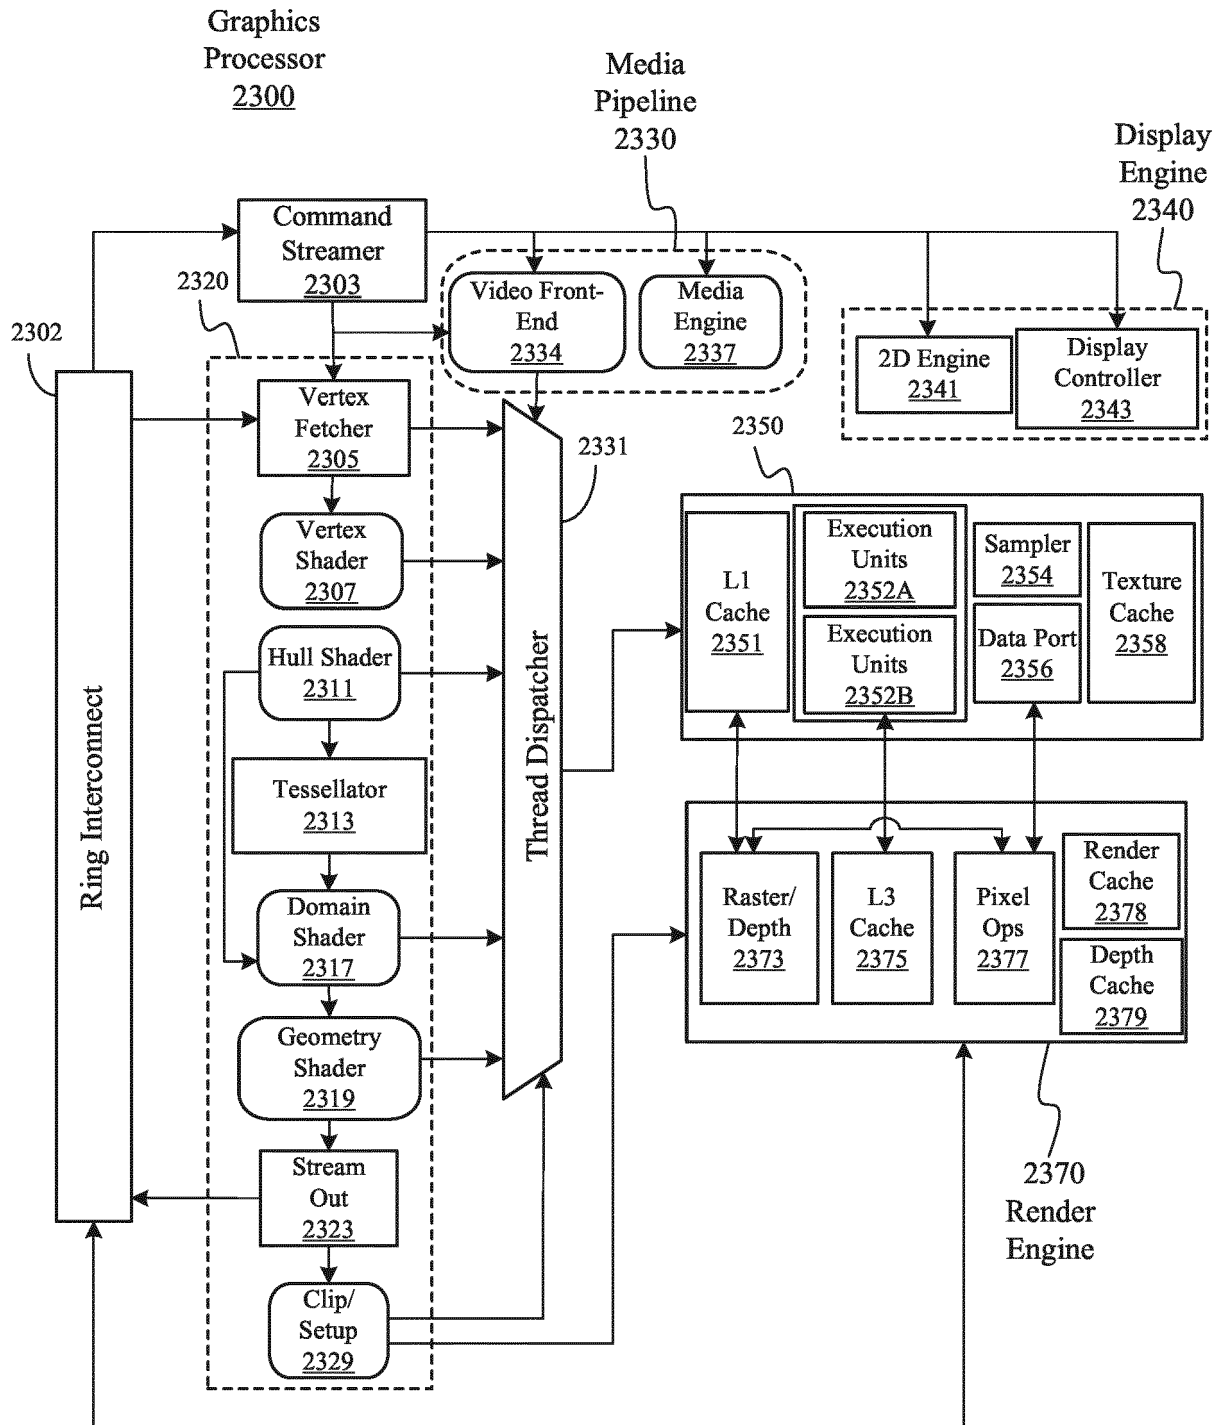 Graphics
Processor
2300
Media
Pipeline
2330
Display
Engine
2340
Command
Streamer
2303
2320
Video Front-
End
2334
Media
Engine
2337
2302
2D Engine
2341
Display
Controller
2343
Ring Interconnect
Vertex
Fetcher
2305
Vertex
Shader
2307
Hull Shader
2311
Tessellator
2313
Domain
Shader
2317
Geometry
Shader
2319
Stream
Out
2323
Clip/
Setup
2329
Thread Dispatcher
2331
2350
L1
Cache
2351
Execution
Units
2352A
Execution
Units
2352B
Sampler
2354
Data Port
2356
Texture
Cache
2358
Raster/
Depth
2373
L3
Cache
2375
Pixel
Ops
2377
Render
Cache
2378
Depth
Cache
2379
2370
Render
Engine